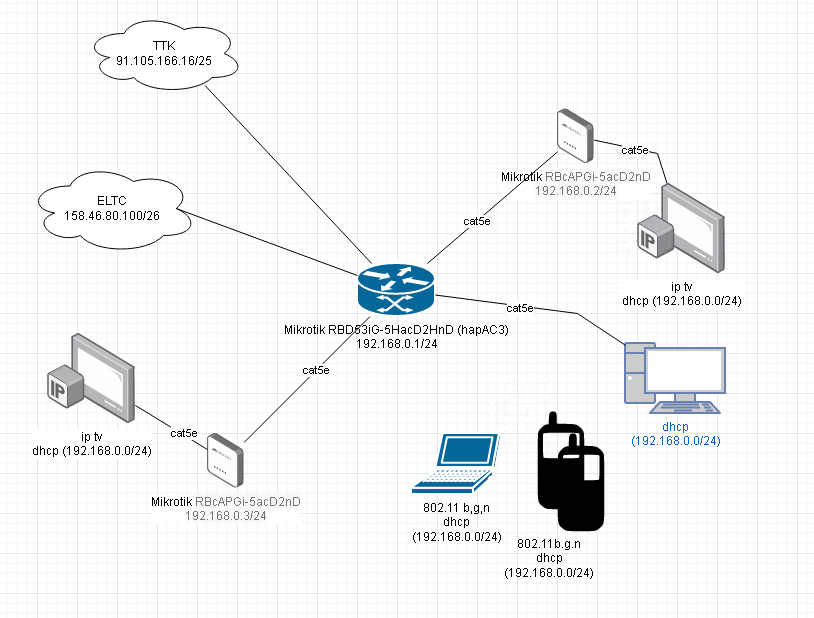 TTK
91.105.166.16/25
ELTC
158.46.80.100/26
cat5e
Mikrotik RBcAPGi-5acD2nD
192.168.0.2/24
cat5e
IP
ip tv
dhcp (192.168.0.0/24)
cat5e
Mikrotik RBD53iG-5HacD2HnD (hapAC3)
192.168.0.1/24
cat5e
IP
ip tv
dhcp (192.168.0.0/24)
cat5e
Mikrotik RBcAPGi-5acD2nD
192.168.0.3/24
dhcp
(192.168.0.0/24)
802.11 b,g,n
dhcp
(192.168.0.0/24)
802.11b.g.n
dhcp
(192.168.0.0/24)